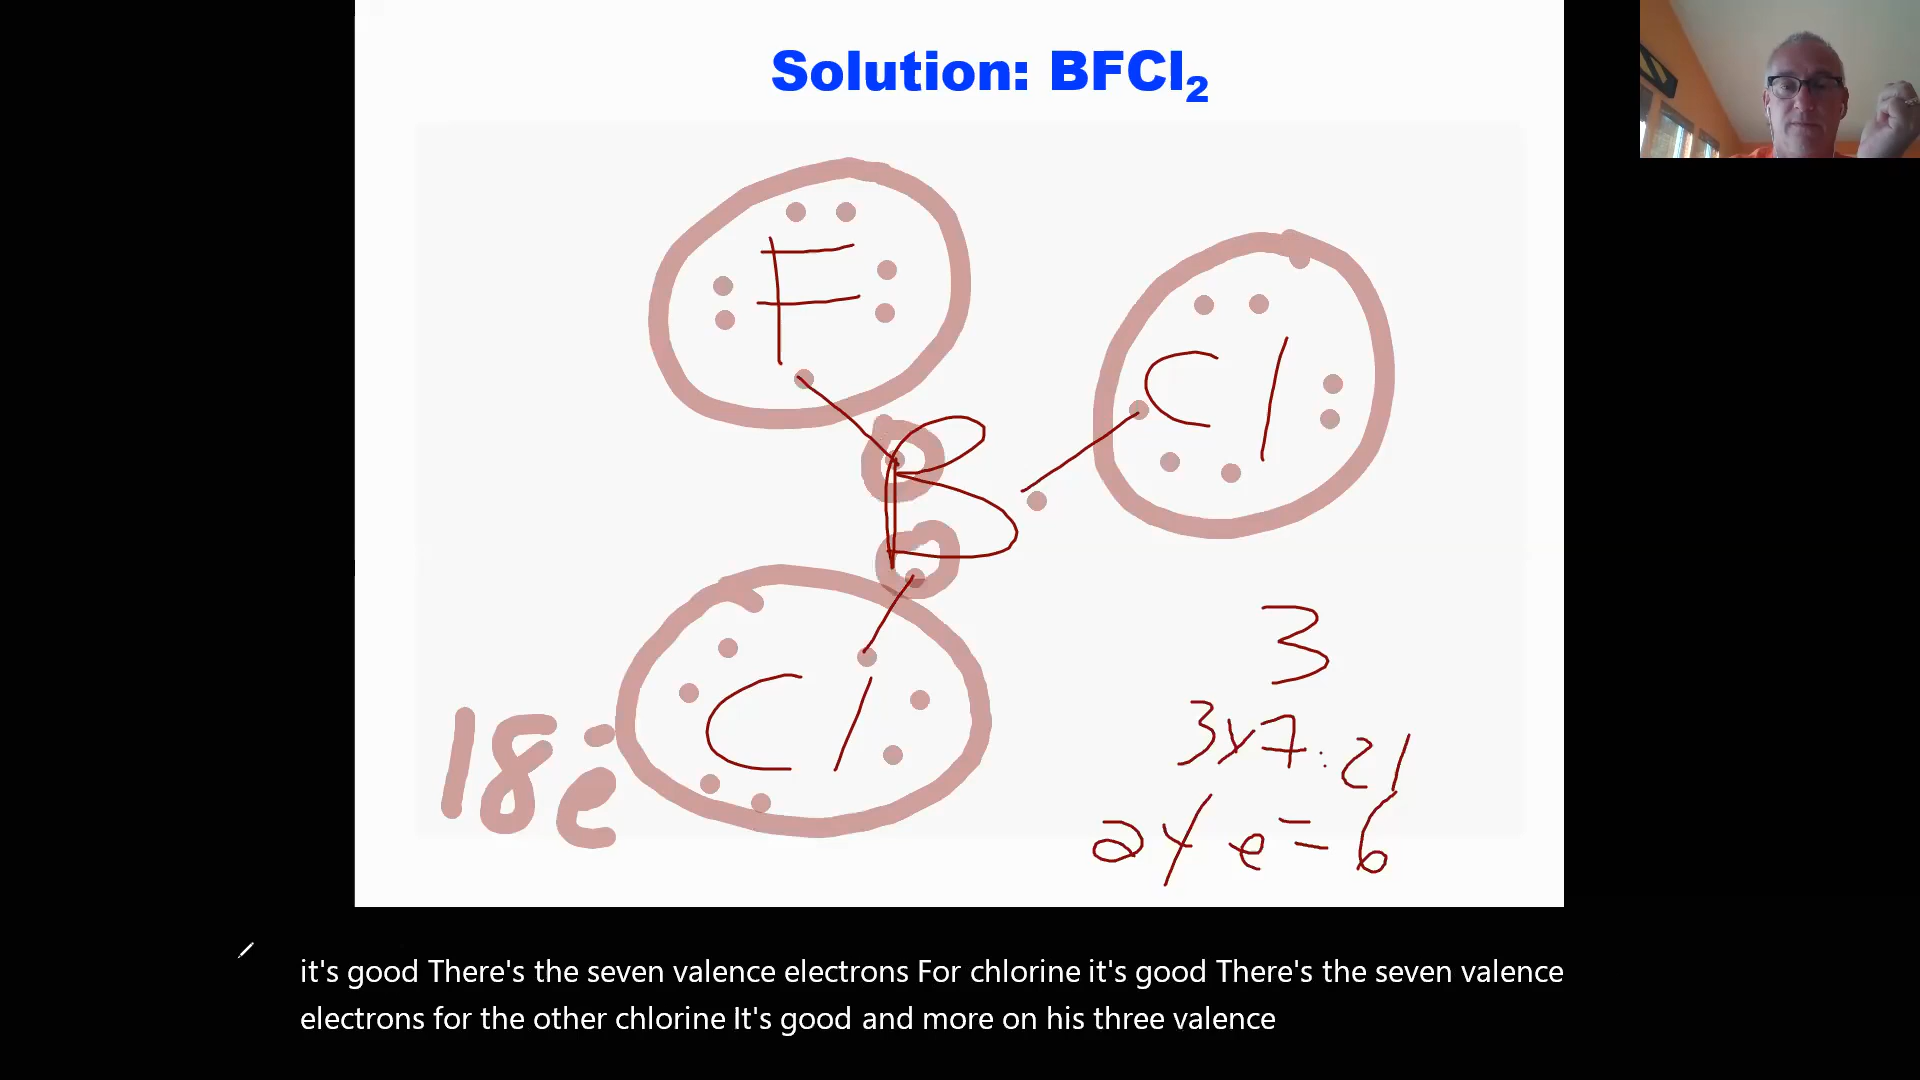 Solution: BFCl₂
F
Cl
B
Cl
3
3x7:21
18e-
24 e- - 6
it's good There's the seven valence electrons For chlorine it's good There's the seven valence
electrons for the other chlorine It's good and more on his three valence